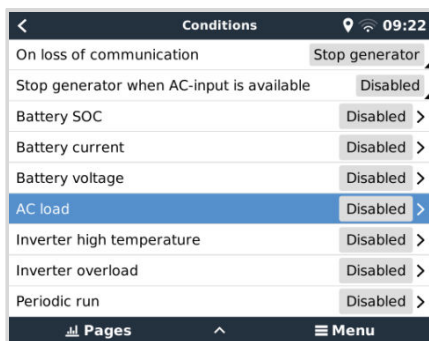 Conditions 09:22
On loss of communication Stop generator
Stop generator when AC-input is available Disabled
Battery SOC Disabled
Battery current Disabled
Battery voltage Disabled
AC load Disabled
Inverter high temperature Disabled
Inverter overload Disabled
Periodic run Disabled
Pages Menu